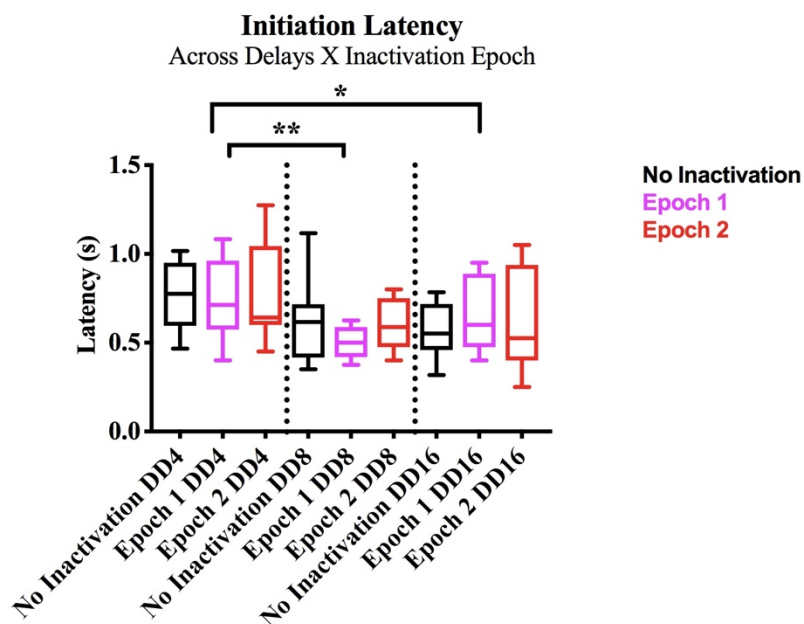 Initiation Latency
Across Delays X Inactivation Epoch
*
**
1.5
1.0
0.5
0.0
Latency (s)
No Inactivation
Epoch 1
Epoch 2
No Inactivation DD4
Epoch 1 DD4
Epoch 2 DD4
No Inactivation DD8
Epoch 1 DD8
Epoch 2 DD8
No Inactivation DD16
Epoch 1 DD16
Epoch 2 DD16